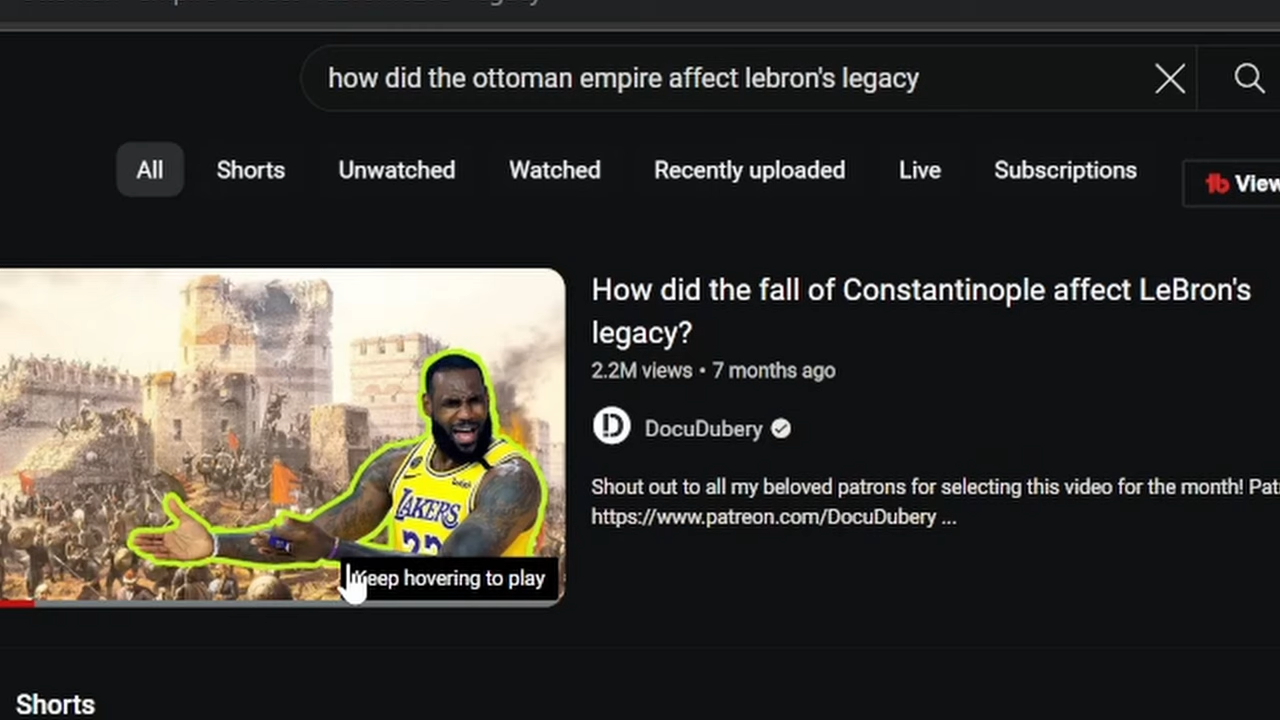 how did the ottoman empire affect lebron's legacy
All Shorts Unwatched Watched Recently uploaded Live Subscriptions
View
How did the fall of Constantinople affect LeBron's
legacy?
2.2M views • 7 months ago
DocuDubery
Shout out to all my beloved patrons for selecting this video for the month!
https://www.patreon.com/DocuDubery ...
LAKERS
Keep hovering to play
Shorts